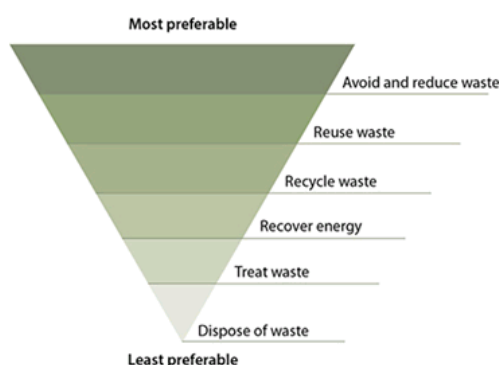 Most preferable
Avoid and reduce waste
Reuse waste
Recycle waste
Recover energy
Treat waste
Dispose of waste
Least preferable